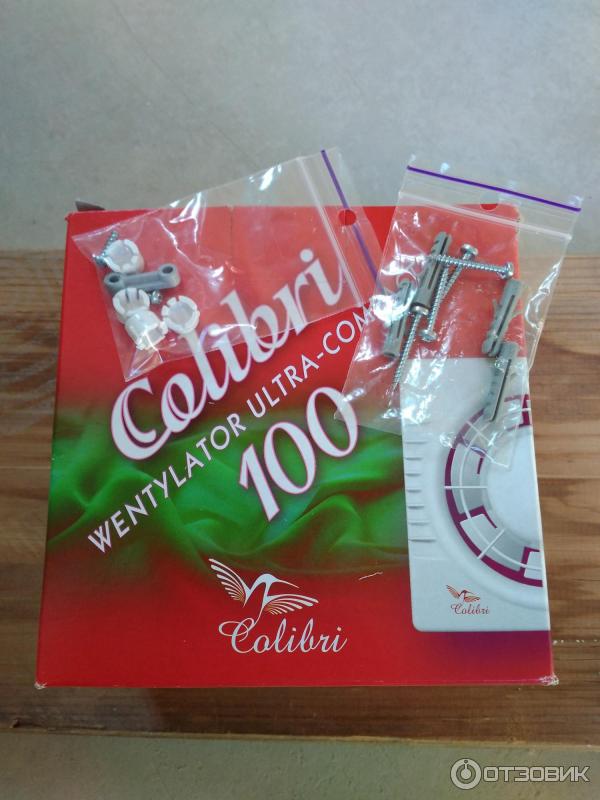 Colibri
WENTYLATOR ULTRA-COM
100
Colibri
Colibri
ОТЗОВИК